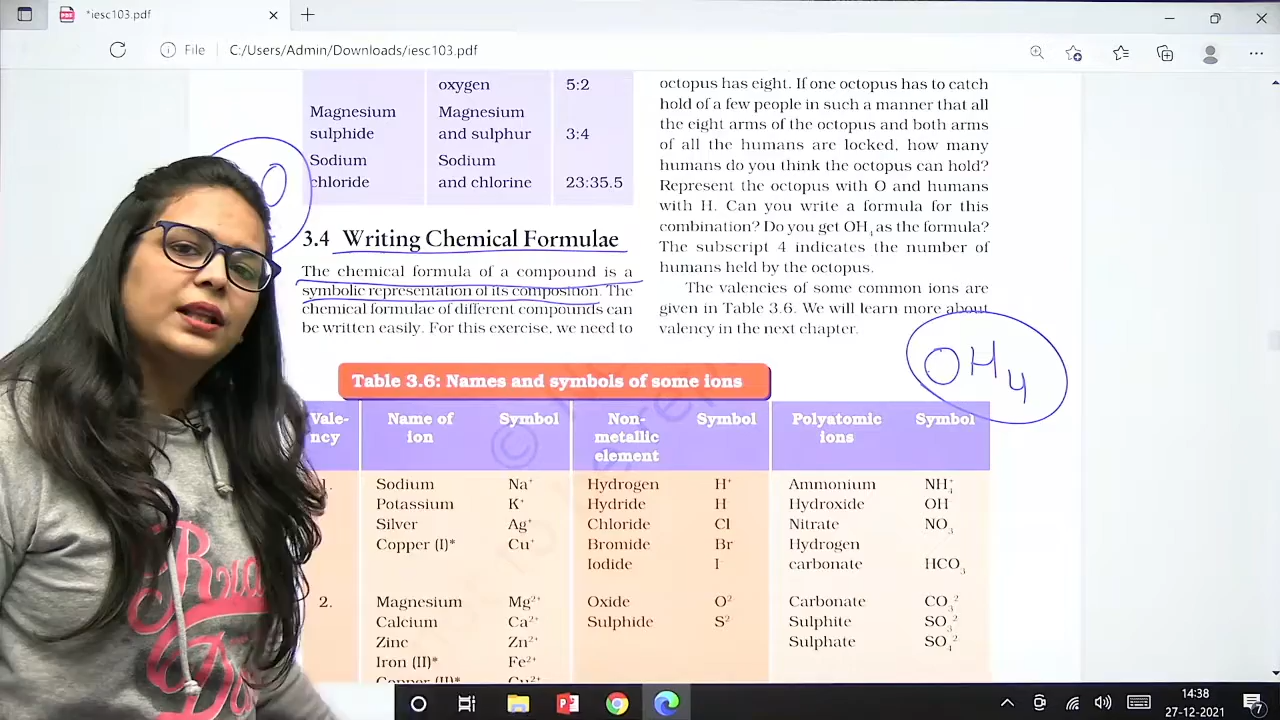 *iesc103.pdf
File C:/Users/Admin/Downloads/iesc103.pdf
oxygen 5:2
Magnesium Magnesium
sulphide and sulphur 3:4
Sodium Sodium
chloride and chlorine 23:35.5
3.4 Writing Chemical Formulae
The chemical formula of a compound is a
symbolic representation of its composition. The
chemical formulae of different compounds can
be written easily. For this exercise, we need to
octopus has eight. If one octopus has to catch
hold of a few people in such a manner that all
the eight arms of the octopus and both arms
of all the humans are locked, how many
humans do you think the octopus can hold?
Represent the octopus with O and humans
with H. Can you write a formula for this
combination? Do you get OH4 as the formula?
The subscript 4 indicates the number of
humans held by the octopus.
The valencies of some common ions are
given in Table 3.6. We will learn more about
valency in the next chapter.
OH4
Table 3.6: Names and symbols of some ions
Vale- Name of Symbol Non- Symbol Polyatomic Symbol
ncy ion metallic ions
element
1. Sodium Na+ Hydrogen H+ Ammonium NH4+
Potassium K+ Hydride H- Hydroxide OH-
Silver Ag+ Chloride Cl- Nitrate NO3-
Copper (I)* Cu+ Bromide Br- Hydrogen
Iodide I- carbonate HCO3-
2. Magnesium Mg2+ Oxide O2- Carbonate CO32-
Calcium Ca2+ Sulphide S2- Sulphite SO32-
Zinc Zn2+ Sulphate SO42-
Iron (II)* Fe2+
Copper (II)* Cu2+
14:38
27-12-2021